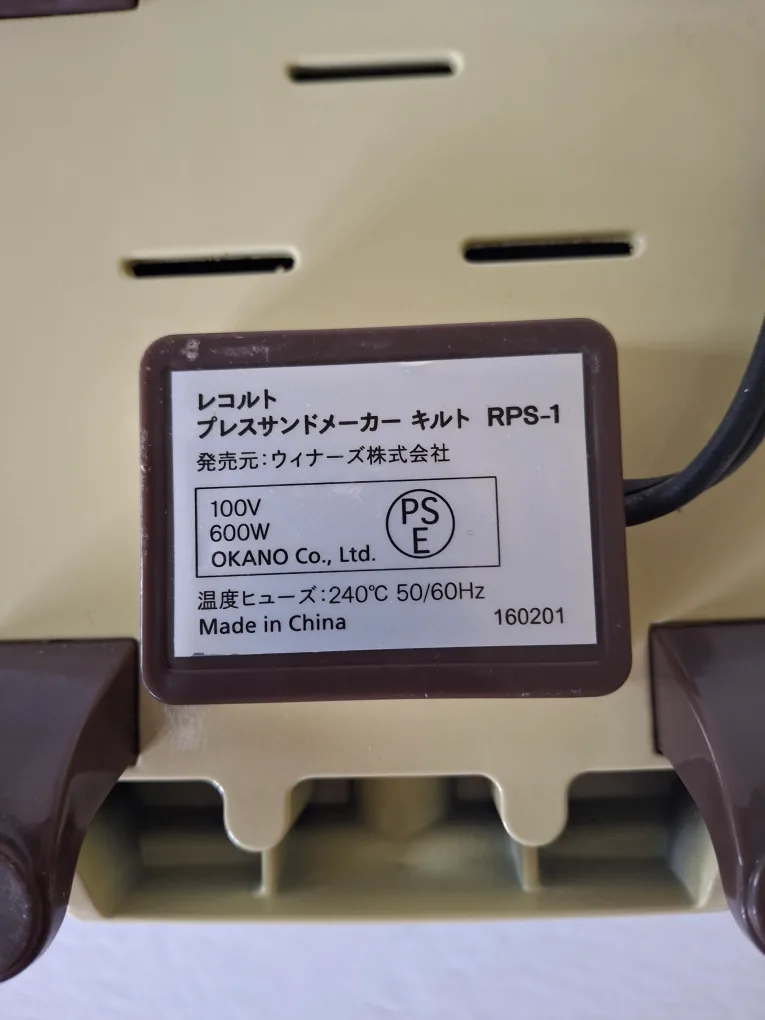 レコルト
プレスサンドメーカー キルト RPS-1
発売元:ウィナーズ株式会社
100V
600W
OKANO Co., Ltd.
PS
E
温度ヒューズ:240℃ 50/60Hz
Made in China
160201